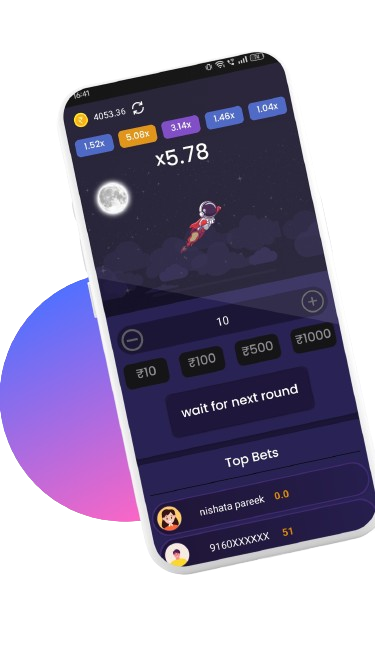 16:41
₹ 4053.36
1.52x 5.08x 3.14x 1.46x 1.04x
x5.78
10
₹10 ₹100 ₹500 ₹1000
wait for next round
Top Bets
nishata pareek 0.0
9160XXXXXX 51